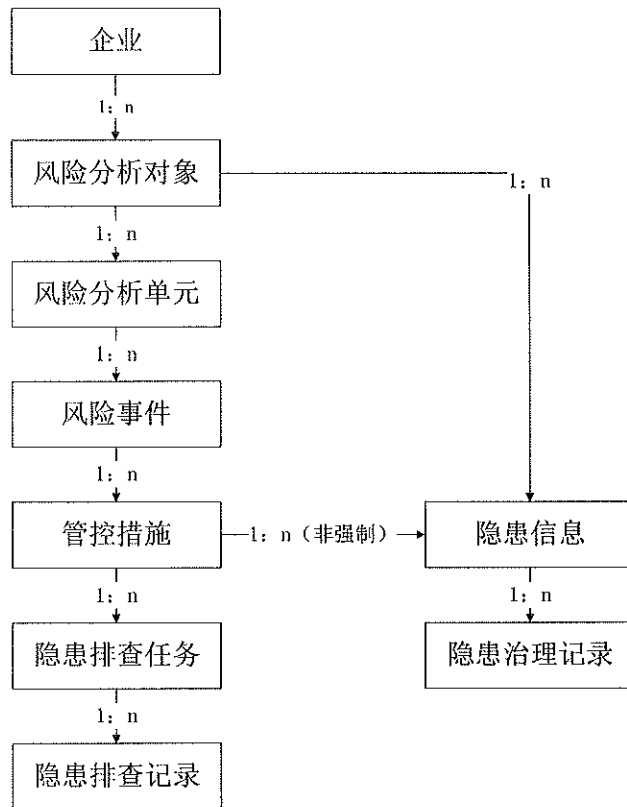 企业
1: n
风险分析对象
1: n
1: n
风险分析单元
1: n
风险事件
1: n
管控措施
1: n（非强制）
隐患信息
1: n
1: n
隐患排查任务
隐患治理记录
1: n
隐患排查记录